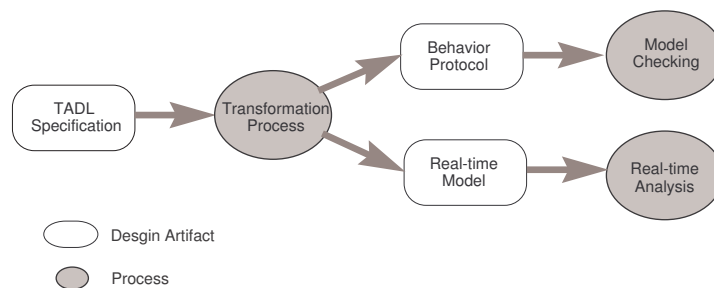 TADL
Specification
Transformation
Process
Behavior
Protocol
Model
Checking
Real-time
Model
Real-time
Analysis
Desgin Artifact
Process